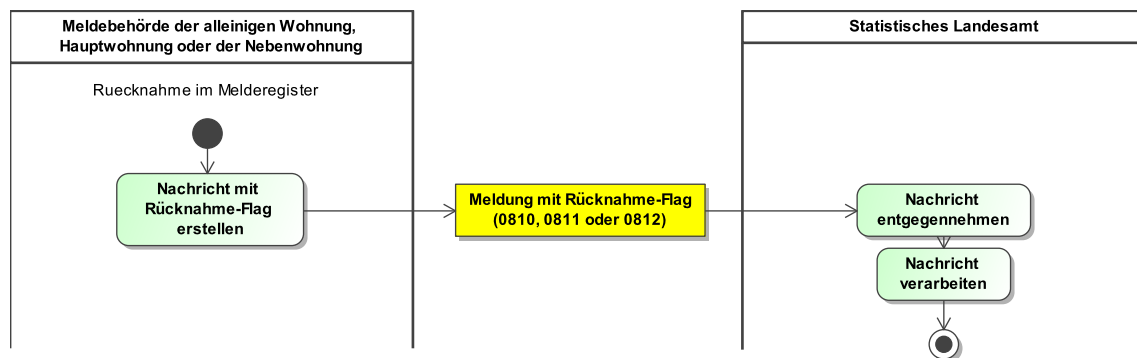 Meldebehörde der alleinigen Wohnung,
Hauptwohnung oder der Nebenwohnung
Statistisches Landesamt
Ruecknahme im Melderegister
Nachricht mit
Rücknahme-Flag
erstellen
Meldung mit Rücknahme-Flag
(0810, 0811 oder 0812)
Nachricht
entgegennehmen
Nachricht
verarbeiten